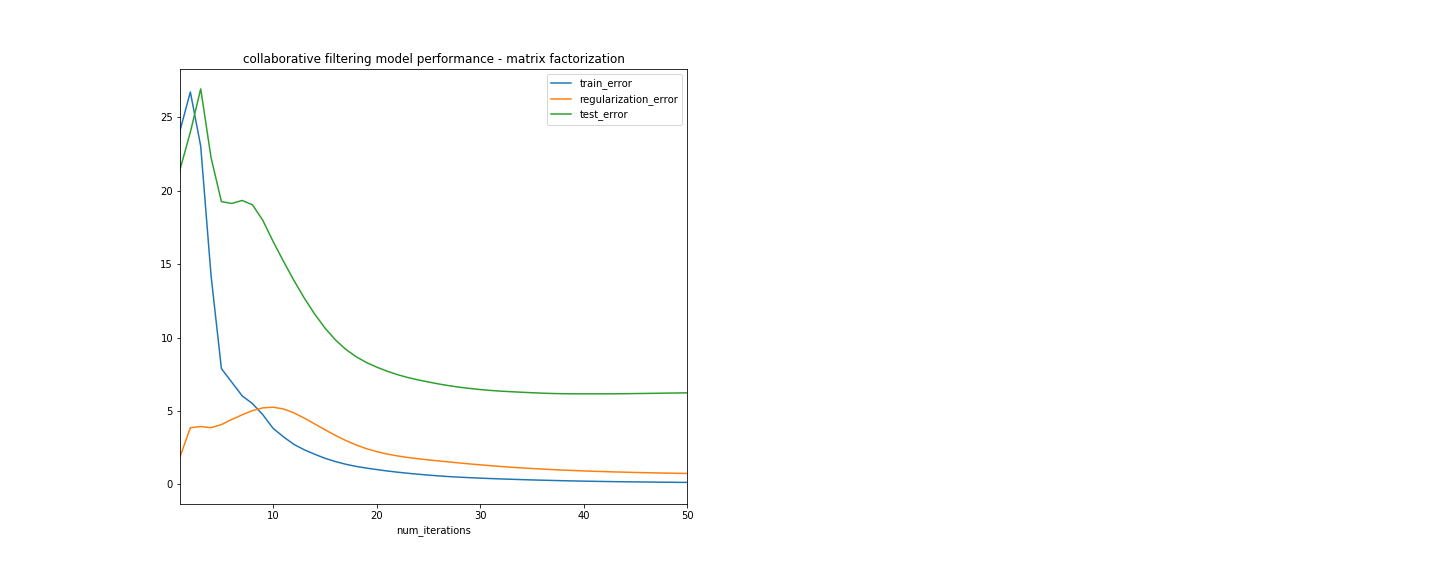 collaborative filtering model performance - matrix factorization
train_error
regularization_error
test_error
25
20
15
10
5
0
10 20 30 40 50
num_iterations